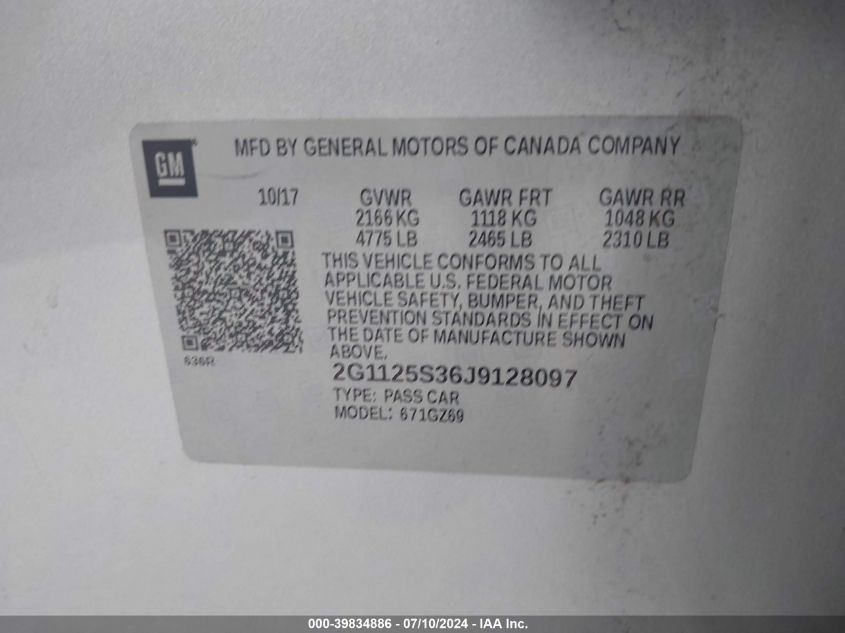 GM
MFD BY GENERAL MOTORS OF CANADA COMPANY
10/17 GVWR GAWR FRT GAWR RR
2166 KG 1118 KG 1048 KG
4775 LB 2465 LB 2310 LB
THIS VEHICLE CONFORMS TO ALL
APPLICABLE U.S. FEDERAL MOTOR
VEHICLE SAFETY, BUMPER, AND THEFT
PREVENTION STANDARDS IN EFFECT ON
THE DATE OF MANUFACTURE SHOWN
ABOVE.
636R
2G1125S36J9128097
TYPE: PASS CAR
MODEL: 671GZ69
000-39834886 - 07/10/2024 - IAA Inc.